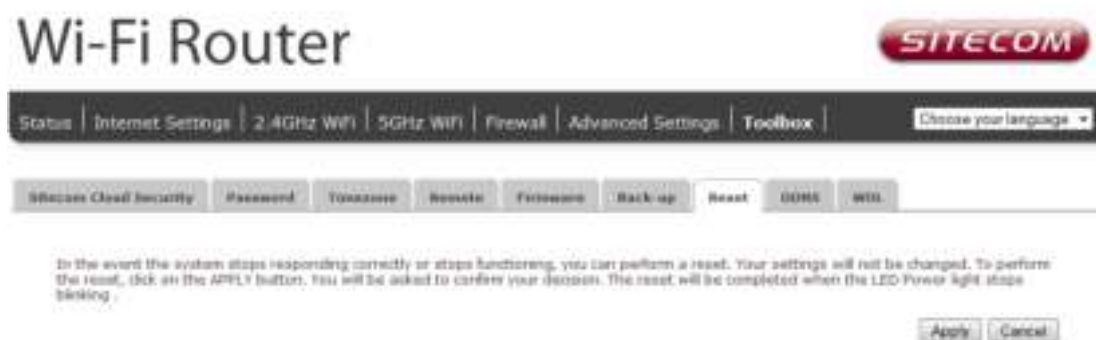 Wi-Fi Router
SITECOM
Status | Internet Settings | 2.4GHz WiFi | 5GHz WiFi | Firewall | Advanced Settings | Toolbox |
Choose your language
Sitecom Cloud Security Password Timezone Remote Firmware Back-up Reset DDNS WOL
In the event the system stops responding correctly or stops functioning, you can perform a reset. Your settings will not be changed. To perform
the reset, click on the APPLY button. You will be asked to confirm your decision. The reset will be completed when the LED Power light stops
blinking .
Apply Cancel